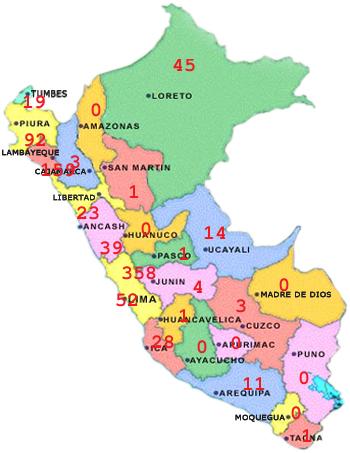 45
LORETO
TUMBES
19
0
PIURA
AMAZONAS
92
LAMBAYEQUE
3
CAJAMARCA
SAN MARTIN
1
LIBERTAD
23
ANCASH
HUANUCO
0
14
UCAYALI
39
PASCO
1
358
JUNIN
4
0
MADRE DE DIOS
52
LIMA
3
HUANCAVELICA
1
CUZCO
28
ICA
0
APURIMAC
0
AYACUCHO
PUNO
0
11
AREQUIPA
MOQUEGUA
0
1
TACNA